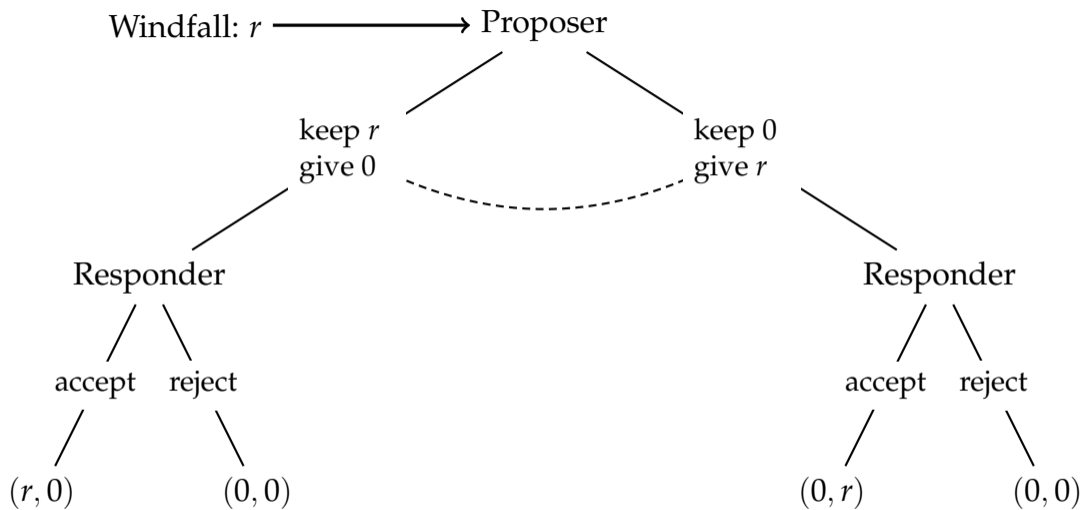 Windfall: r
Proposer
keep r
give 0
keep 0
give r
Responder
Responder
accept
reject
accept
reject
(r, 0)
(0, 0)
(0, r)
(0, 0)